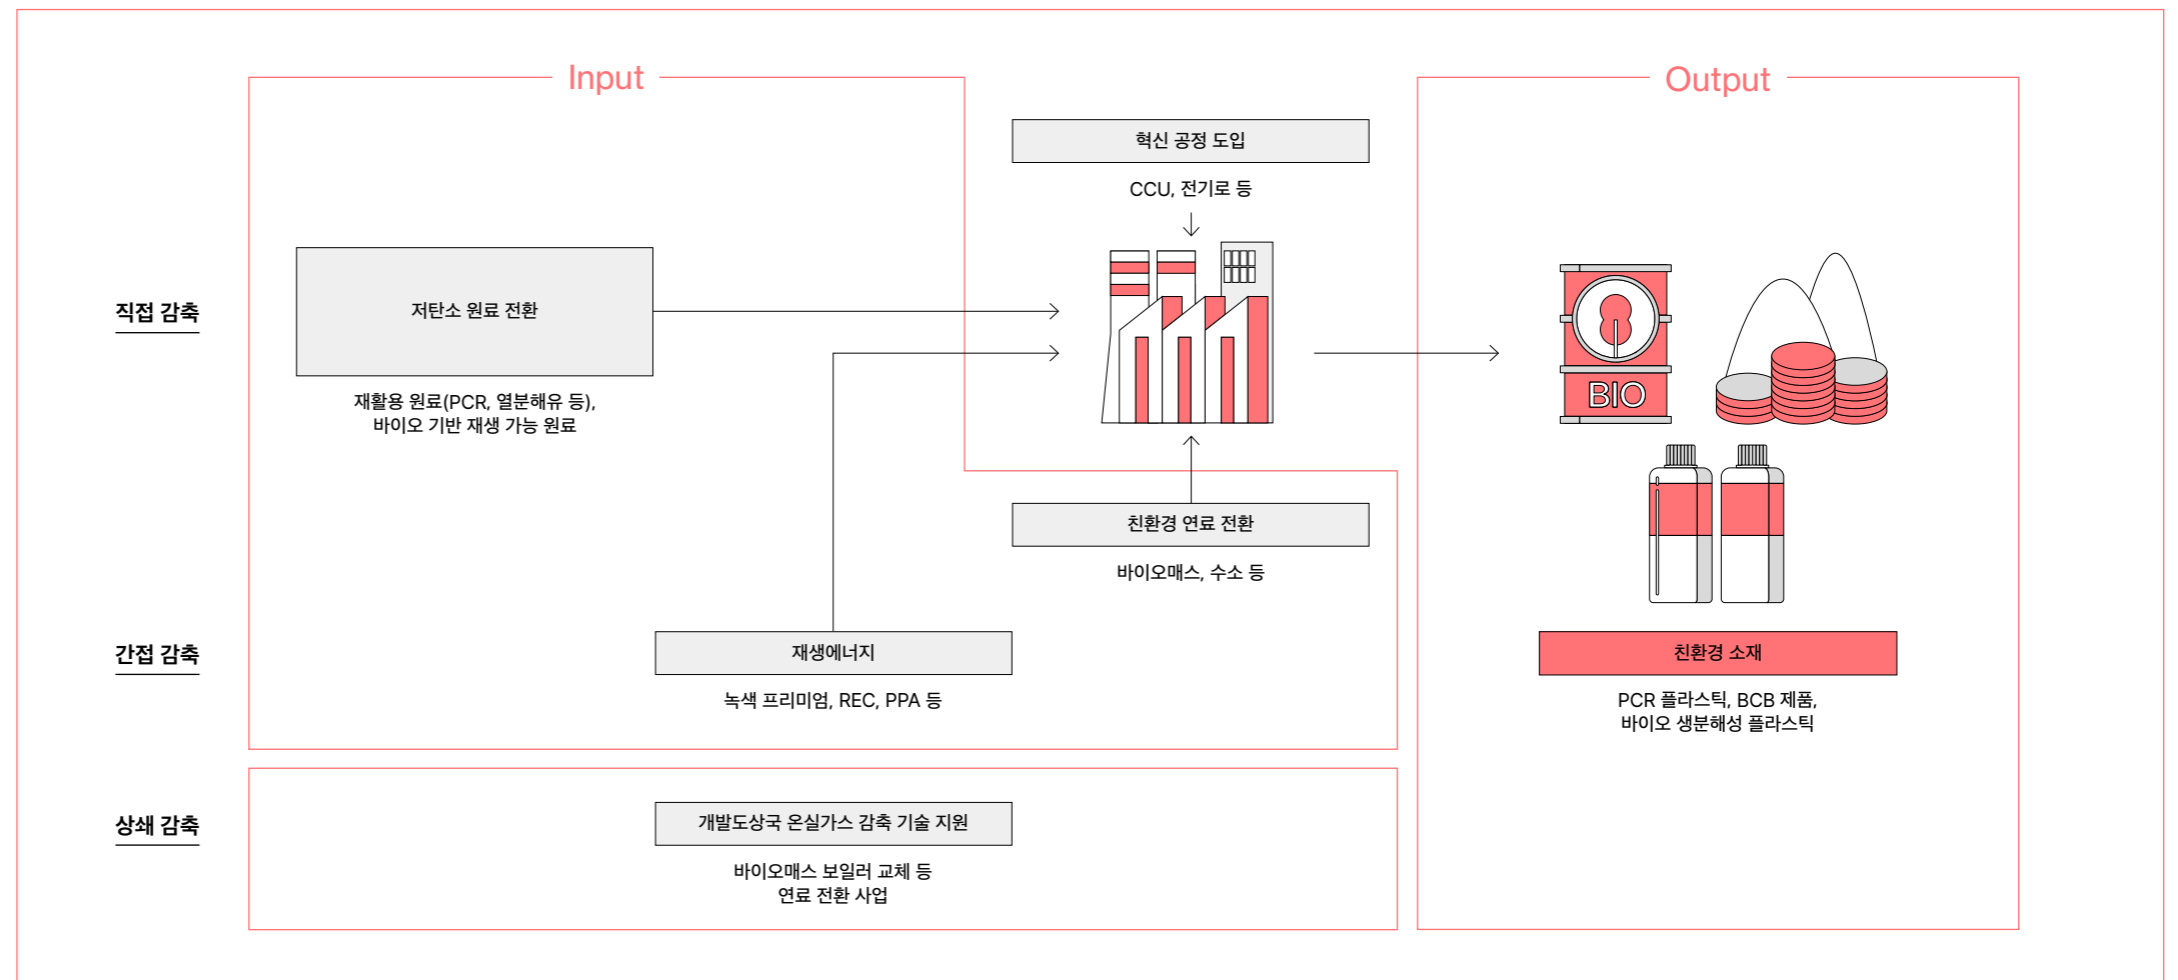 Input
Output
혁신 공정 도입
CCU, 전기로 등
직접 감축
저탄소 원료 전환
재활용 원료(PCR, 열분해유 등),
바이오 기반 재생 가능 원료
BIO
친환경 연료 전환
바이오매스, 수소 등
간접 감축
재생에너지
녹색 프리미엄, REC, PPA 등
친환경 소재
PCR 플라스틱, BCB 제품,
바이오 생분해성 플라스틱
상쇄 감축
개발도상국 온실가스 감축 기술 지원
바이오매스 보일러 교체 등
연료 전환 사업